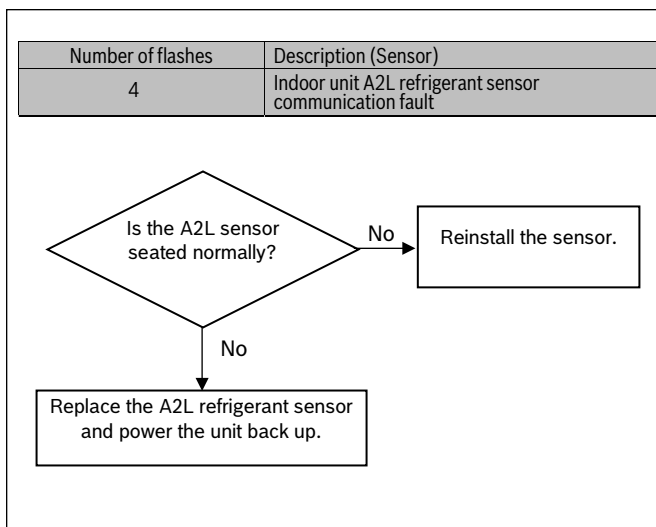 Number of flashes
Description (Sensor)
4
Indoor unit A2L refrigerant sensor
communication fault
Is the A2L sensor
seated normally?
No
Reinstall the sensor.
No
Replace the A2L refrigerant sensor
and power the unit back up.